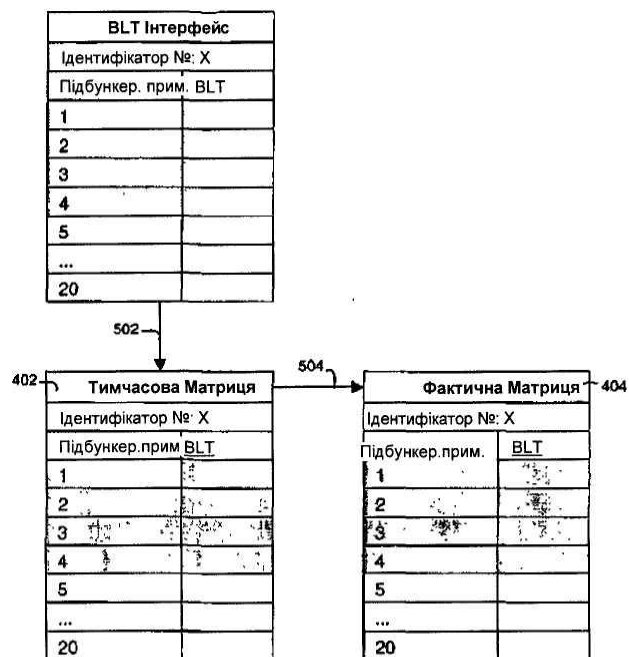 BLT Інтерфейс
Ідентифікатор №: X
Підбункер. прим. BLT
1
2
3
4
5
...
20
502
402
Тимчасова Матриця
Ідентифікатор №: X
Підбункер.прим BLT
1
2
3
4
5
...
20
504
Фактична Матриця
404
Ідентифікатор №: X
Підбункер.прим. BLT
1
2
3
4
5
...
20